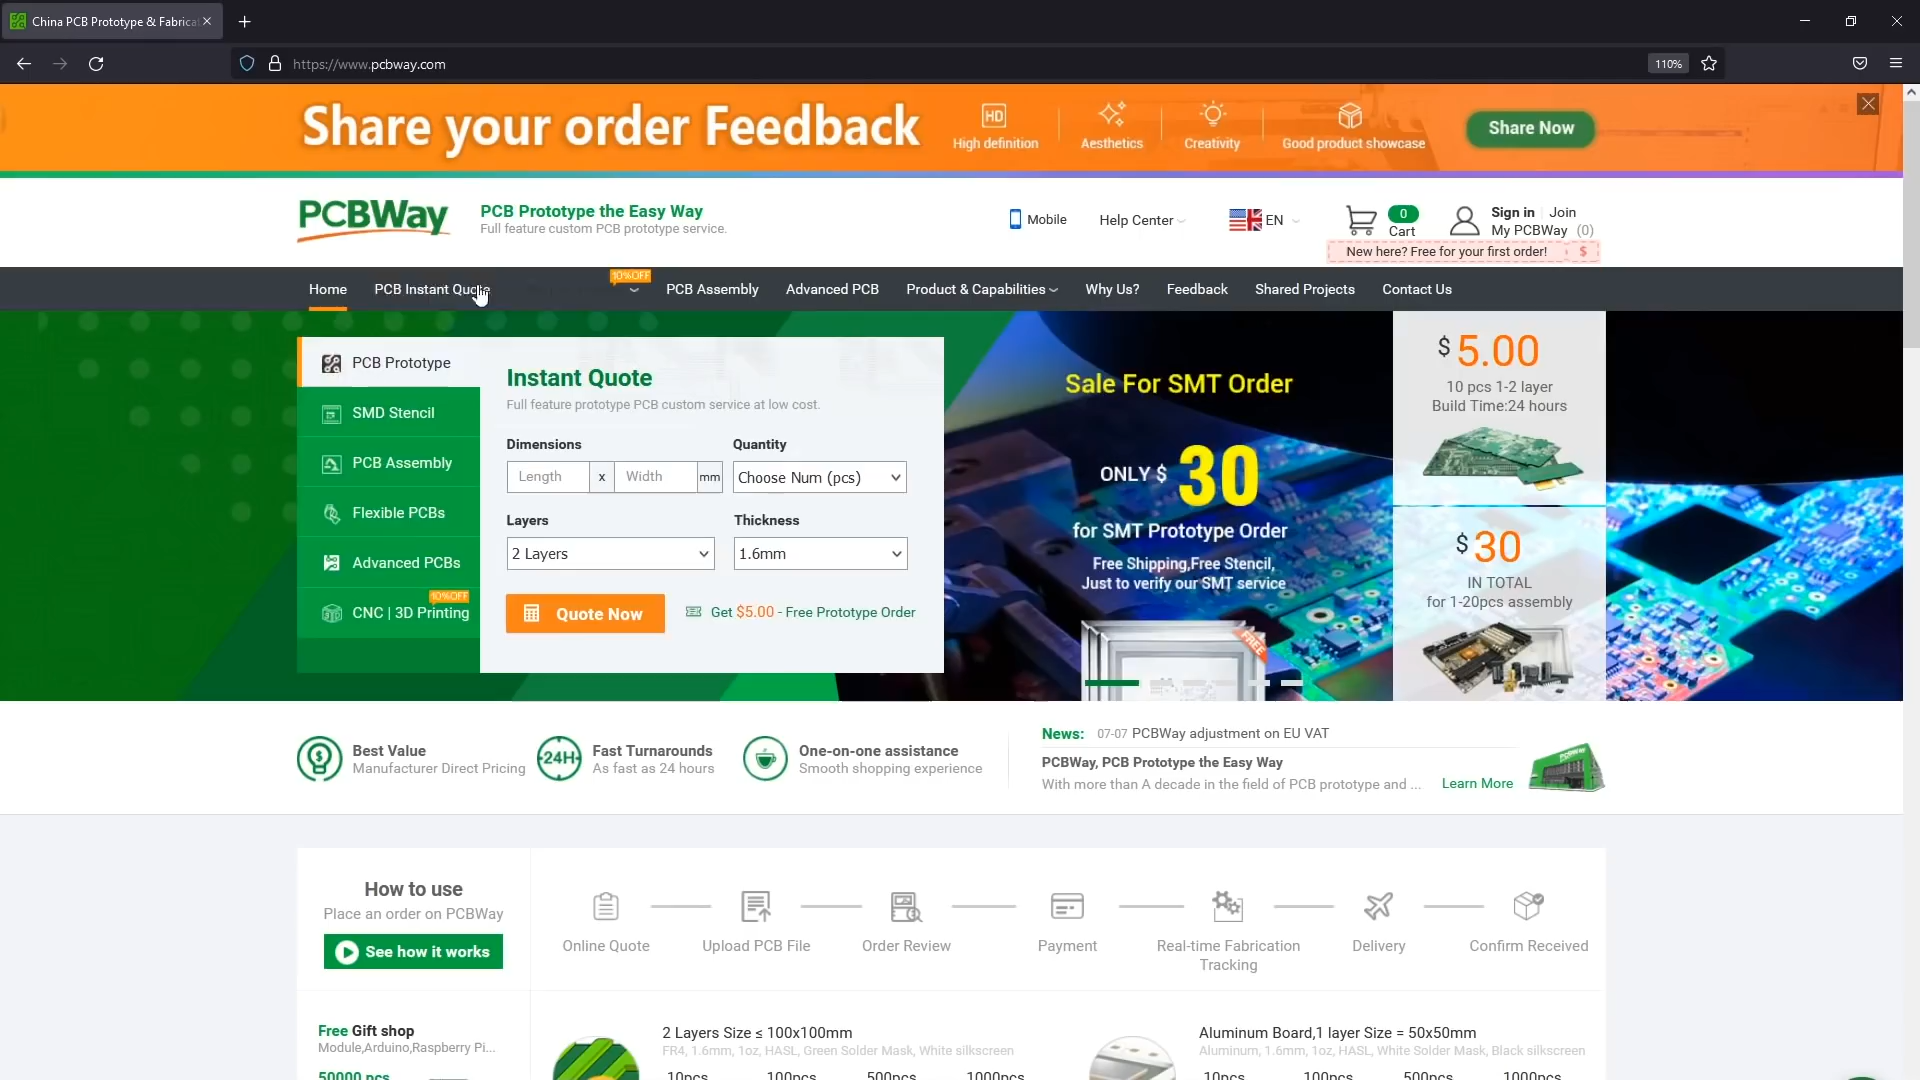 China PCB Prototype & Fabricat
https://www.pcbway.com
110%
Share your order Feedback
HD
High definition
Aesthetics
Creativity
Good product showcase
Share Now
PCBWay
PCB Prototype the Easy Way
Full feature custom PCB prototype service.
Mobile
Help Center
EN
0
Cart
Sign in
Join
My PCBWay (0)
New here? Free for your first order! $
Home
PCB Instant Quote
10%OFF
PCB Assembly
Advanced PCB
Product & Capabilities
Why Us?
Feedback
Shared Projects
Contact Us
PCB Prototype
SMD Stencil
PCB Assembly
Flexible PCBs
Advanced PCBs
10%OFF
CNC | 3D Printing
Instant Quote
Full feature prototype PCB custom service at low cost.
Dimensions
Quantity
Length x Width mm
Choose Num (pcs)
Layers
Thickness
2 Layers
1.6mm
Quote Now
Get $5.00 - Free Prototype Order
Sale For SMT Order
ONLY $ 30
for SMT Prototype Order
Free Shipping,Free Stencil,
Just to verify our SMT service
FREE
$ 5.00
10 pcs 1-2 layer
Build Time:24 hours
$ 30
IN TOTAL
for 1-20pcs assembly
Best Value
Manufacturer Direct Pricing
24H
Fast Turnarounds
As fast as 24 hours
One-on-one assistance
Smooth shopping experience
News: 07-07 PCBWay adjustment on EU VAT
PCBWay, PCB Prototype the Easy Way
With more than A decade in the field of PCB prototype and ...
Learn More
How to use
Place an order on PCBWay
See how it works
Online Quote
Upload PCB File
Order Review
Payment
Real-time Fabrication
Tracking
Delivery
Confirm Received
Free Gift shop
Module,Arduino,Raspberry Pi...
50000 pcs
2 Layers Size ≤ 100x100mm
FR4, 1.6mm, 1oz, HASL, Green Solder Mask, White silkscreen
10pcs 100pcs 500pcs 1000pcs
Aluminum Board,1 layer Size = 50x50mm
Aluminum, 1.6mm, 1oz, HASL, White Solder Mask, Black silkscreen
10pcs 100pcs 500pcs 1000pcs